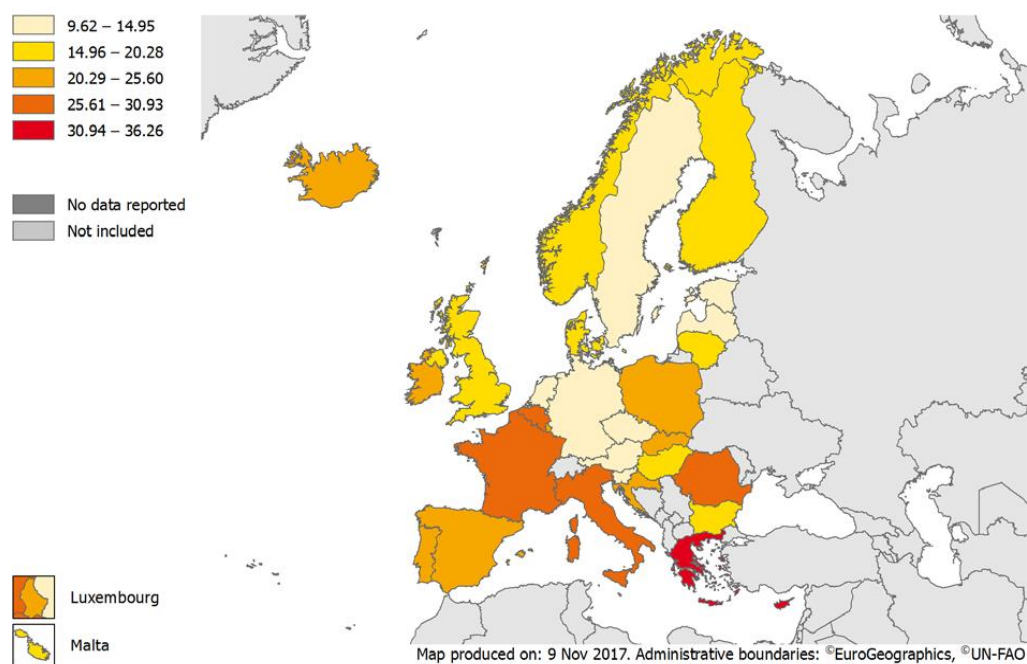 9.62 – 14.95
14.96 – 20.28
20.29 – 25.60
25.61 – 30.93
30.94 – 36.26
No data reported
Not included
Luxembourg
Malta
Map produced on: 9 Nov 2017. Administrative boundaries: ©EuroGeographics, ©UN-FAO